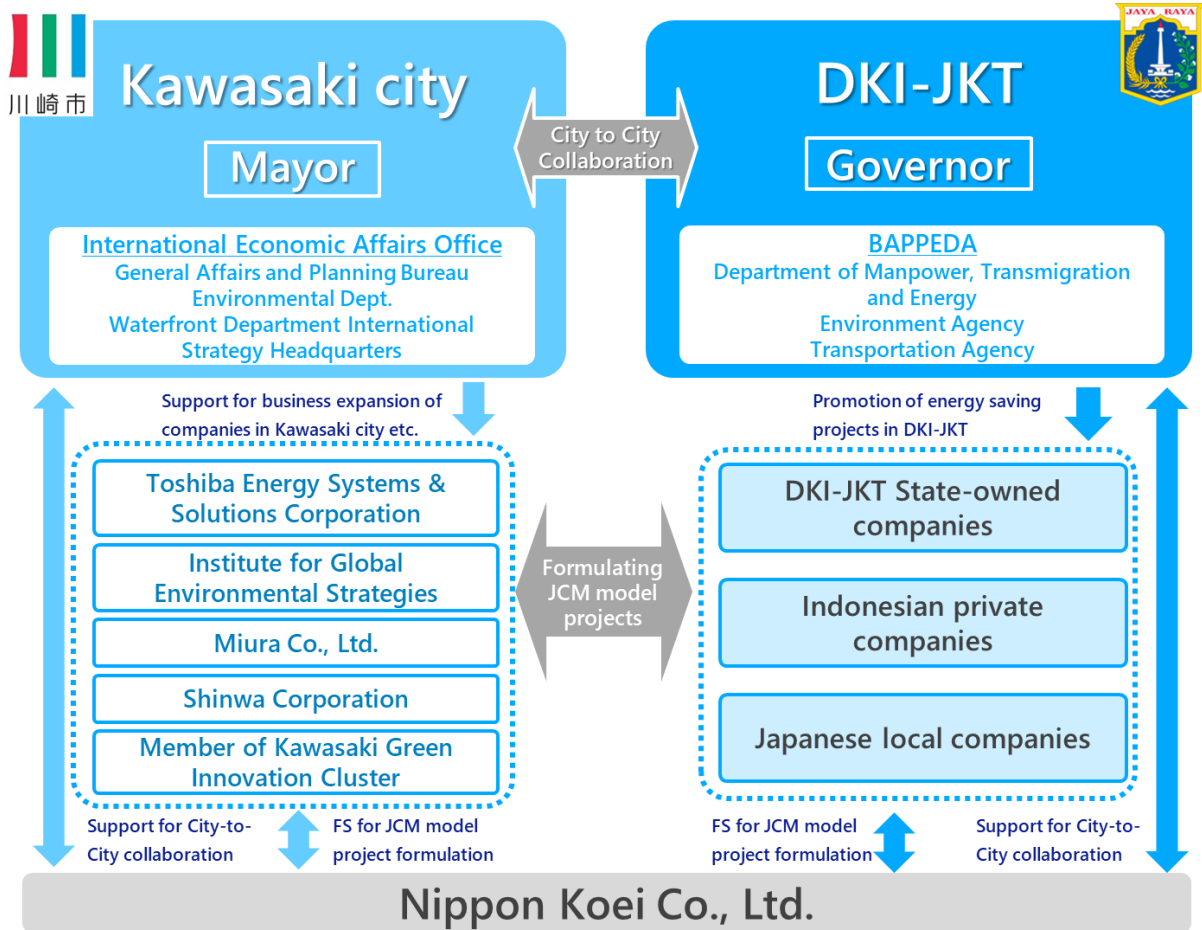 川崎市
Kawasaki city
Mayor
International Economic Affairs Office
General Affairs and Planning Bureau
Environmental Dept.
Waterfront Department International
Strategy Headquarters
City to City
Collaboration
JAYA RAYA
DKI-JKT
Governor
BAPPEDA
Department of Manpower, Transmigration
and Energy
Environment Agency
Transportation Agency
Support for business expansion of
companies in Kawasaki city etc.
Promotion of energy saving
projects in DKI-JKT
Toshiba Energy Systems &
Solutions Corporation
Institute for Global
Environmental Strategies
Miura Co., Ltd.
Shinwa Corporation
Member of Kawasaki Green
Innovation Cluster
Formulating
JCM model
projects
DKI-JKT State-owned
companies
Indonesian private
companies
Japanese local companies
Support for City-to-
City collaboration
FS for JCM model
project formulation
FS for JCM model
project formulation
Support for City-to-
City collaboration
Nippon Koei Co., Ltd.